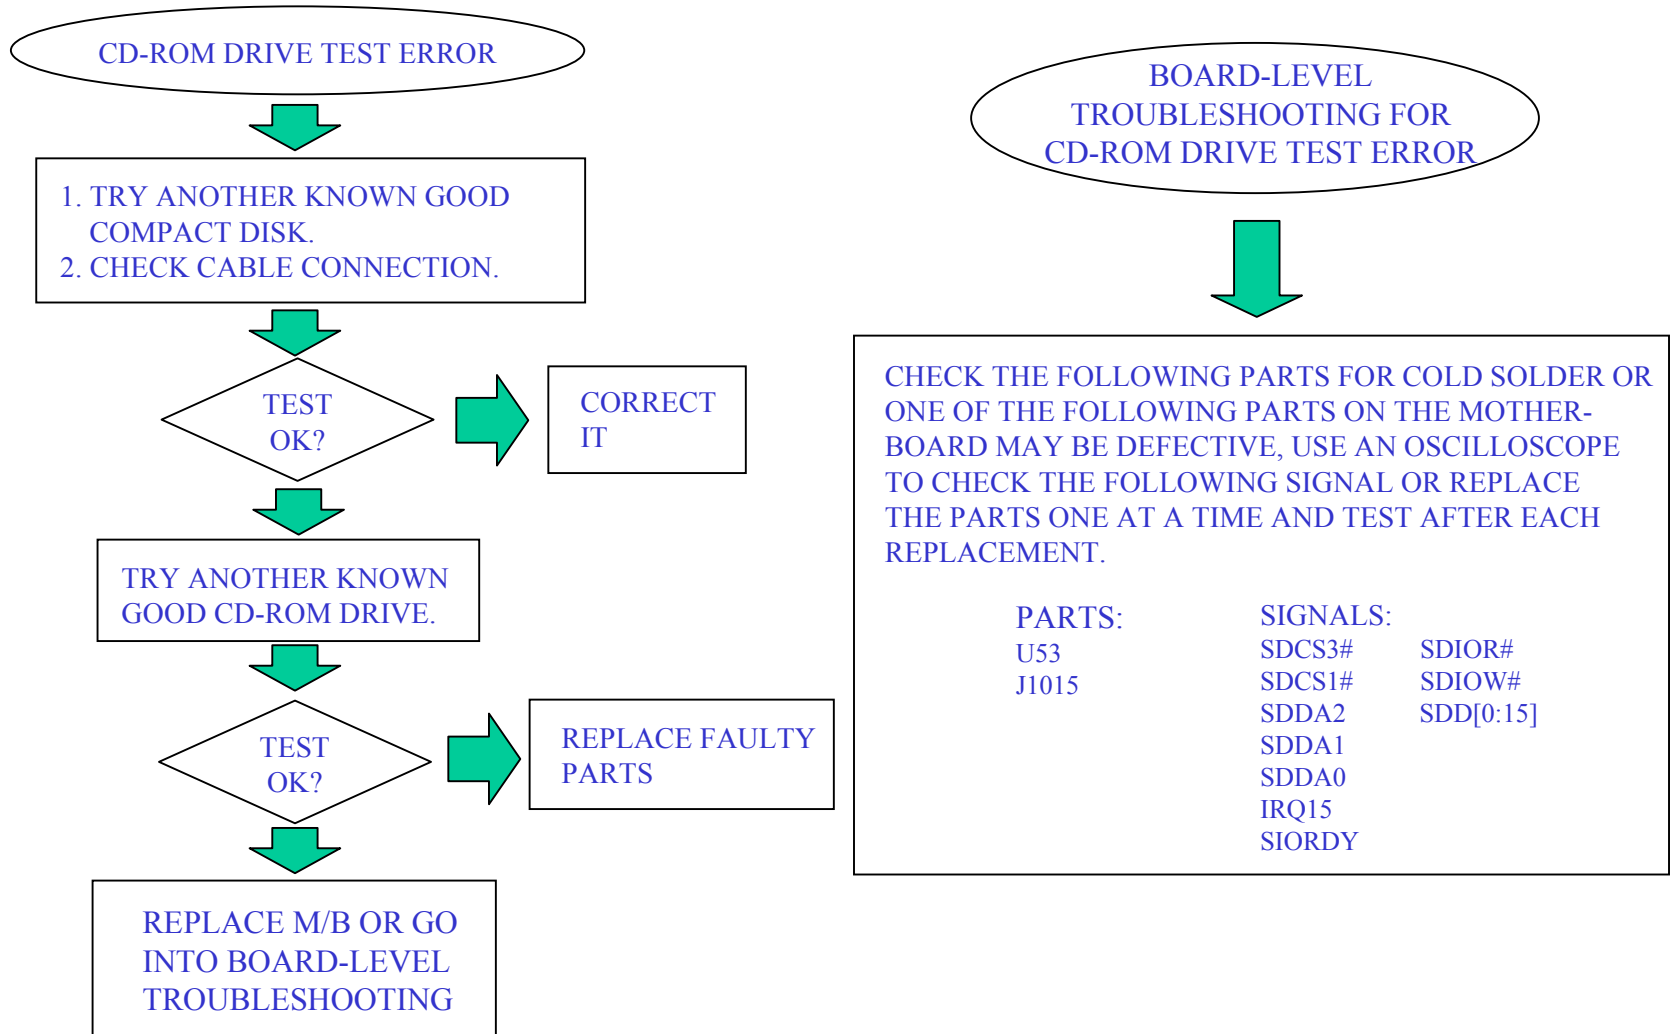 CD-ROM DRIVE TEST ERROR
1. TRY ANOTHER KNOWN GOOD
COMPACT DISK.
2. CHECK CABLE CONNECTION.
TEST
OK?
CORRECT
IT
TRY ANOTHER KNOWN
GOOD CD-ROM DRIVE.
TEST
OK?
REPLACE FAULTY
PARTS
REPLACE M/B OR GO
INTO BOARD-LEVEL
TROUBLESHOOTING
BOARD-LEVEL
TROUBLESHOOTING FOR
CD-ROM DRIVE TEST ERROR
CHECK THE FOLLOWING PARTS FOR COLD SOLDER OR
ONE OF THE FOLLOWING PARTS ON THE MOTHER-
BOARD MAY BE DEFECTIVE, USE AN OSCILLOSCOPE
TO CHECK THE FOLLOWING SIGNAL OR REPLACE
THE PARTS ONE AT A TIME AND TEST AFTER EACH
REPLACEMENT.
PARTS:
U53
J1015
SIGNALS:
SDCS3#
SDCS1#
SDDA2
SDDA1
SDDA0
IRQ15
SIORDY
SDIOR#
SDIOW#
SDD[0:15]